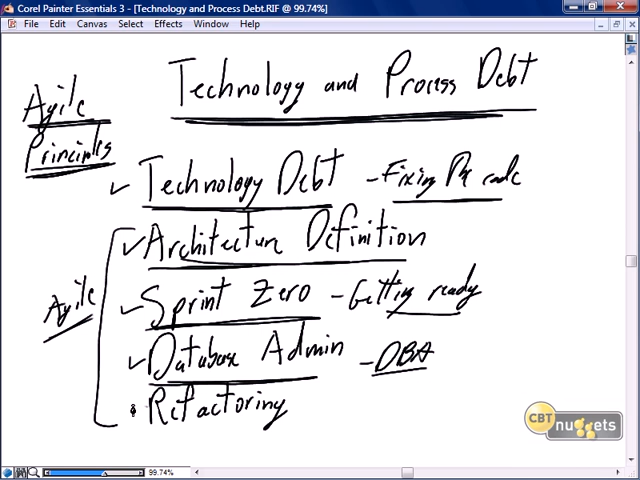 Corel Painter Essentials 3 - [Technology and Process Debt.RIF @ 99.74%]
File Edit Canvas Select Effects Movie Window Help
Technology and Process Debt
Agile
Principles
Technology Debt - Fixing code
Architecture Definition
Agile
Sprint Zero - Getting ready
Database Admin - DBA
Refactoring
CBT nuggets
99.74%